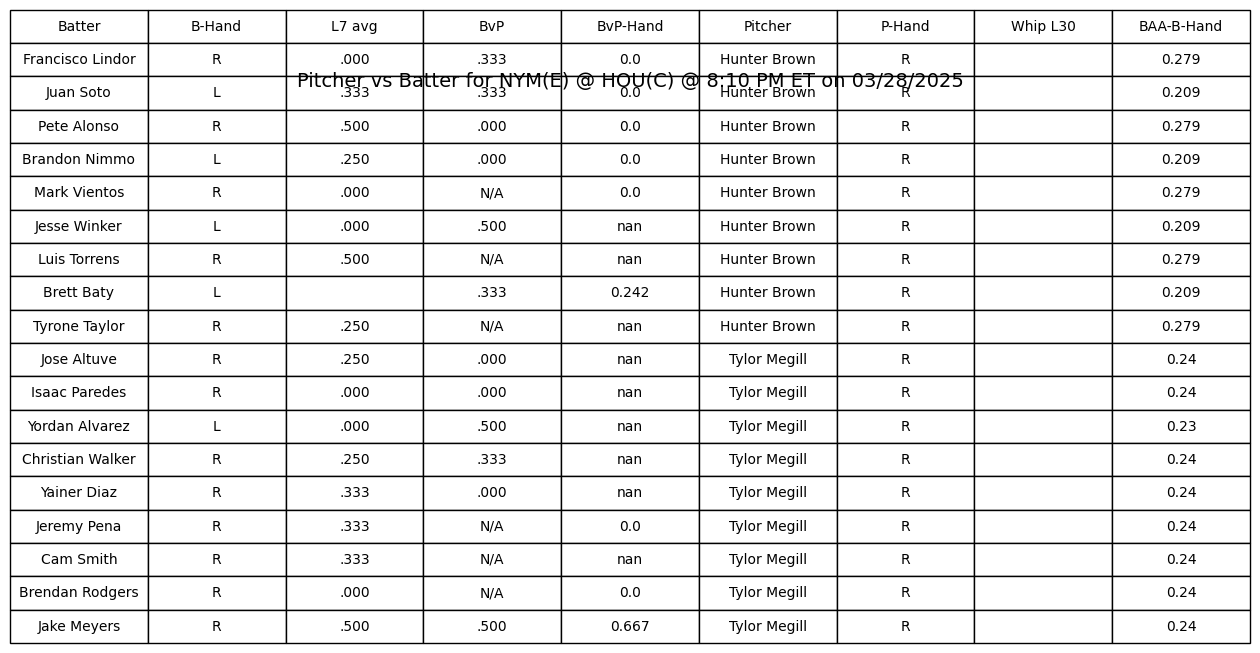 Batter B-Hand L7 avg BvP BvP-Hand Pitcher P-Hand Whip L30 BAA-B-Hand
Francisco Lindor R .000 .333 0.0 Hunter Brown R 0.279
Pitcher vs Batter for NYM(E) @ HOU(C) @ 8:10 PM ET on 03/28/2025
Juan Soto L .333 .333 0.0 Hunter Brown R 0.209
Pete Alonso R .500 .000 0.0 Hunter Brown R 0.279
Brandon Nimmo L .250 .000 0.0 Hunter Brown R 0.209
Mark Vientos R .000 N/A 0.0 Hunter Brown R 0.279
Jesse Winker L .000 .500 nan Hunter Brown R 0.209
Luis Torrens R .500 N/A nan Hunter Brown R 0.279
Brett Baty L .333 0.242 Hunter Brown R 0.209
Tyrone Taylor R .250 N/A nan Hunter Brown R 0.279
Jose Altuve R .250 .000 nan Tylor Megill R 0.24
Isaac Paredes R .000 .000 nan Tylor Megill R 0.24
Yordan Alvarez L .000 .500 nan Tylor Megill R 0.23
Christian Walker R .250 .333 nan Tylor Megill R 0.24
Yainer Diaz R .333 .000 nan Tylor Megill R 0.24
Jeremy Pena R .333 N/A 0.0 Tylor Megill R 0.24
Cam Smith R .333 N/A nan Tylor Megill R 0.24
Brendan Rodgers R .000 N/A 0.0 Tylor Megill R 0.24
Jake Meyers R .500 .500 0.667 Tylor Megill R 0.24